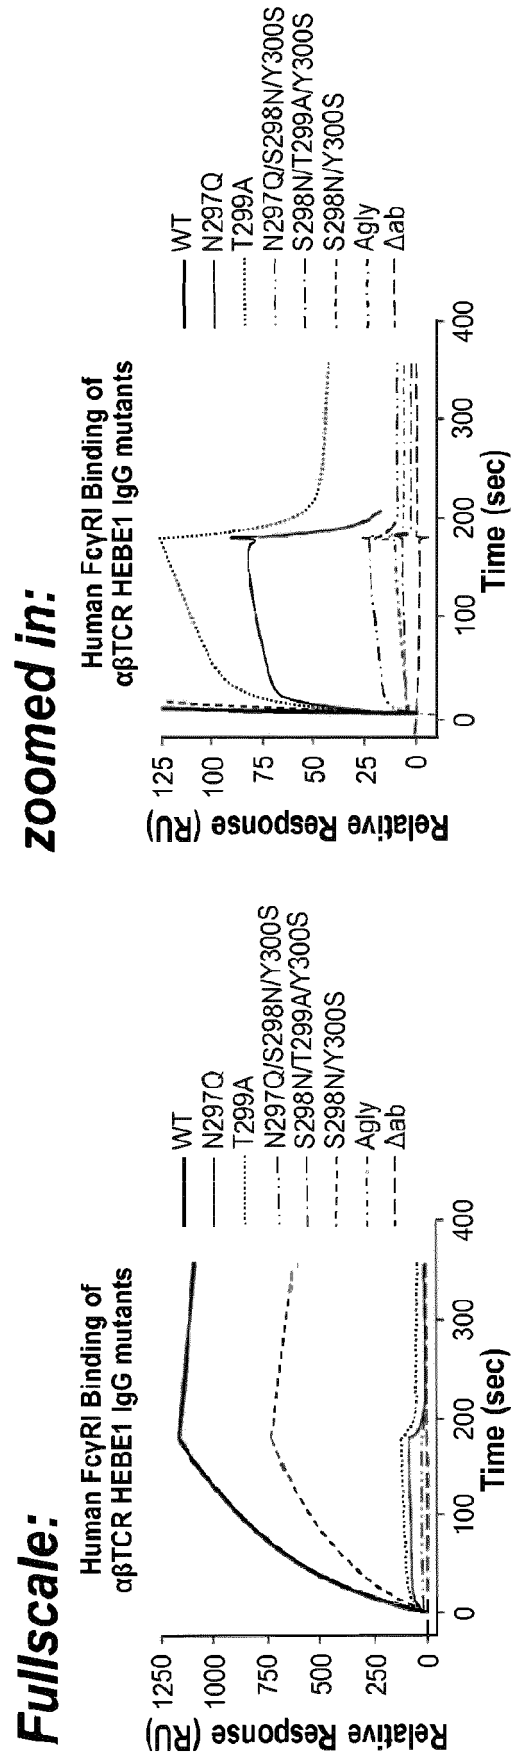 Fullscale:
Human FcγRI Binding of
αβTCR HEBE1 IgG mutants
Relative Response (RU)
1250
1000
750
500
250
0
0
100
200
300
400
Time (sec)
WT
N297Q
T299A
N297Q/S298N/Y300S
S298N/T299A/Y300S
S298N/Y300S
Agly
Δab
zoomed in:
Human FcγRI Binding of
αβTCR HEBE1 IgG mutants
Relative Response (RU)
125
100
75
50
25
0
0
100
200
300
400
Time (sec)
WT
N297Q
T299A
N297Q/S298N/Y300S
S298N/T299A/Y300S
S298N/Y300S
Agly
Δab